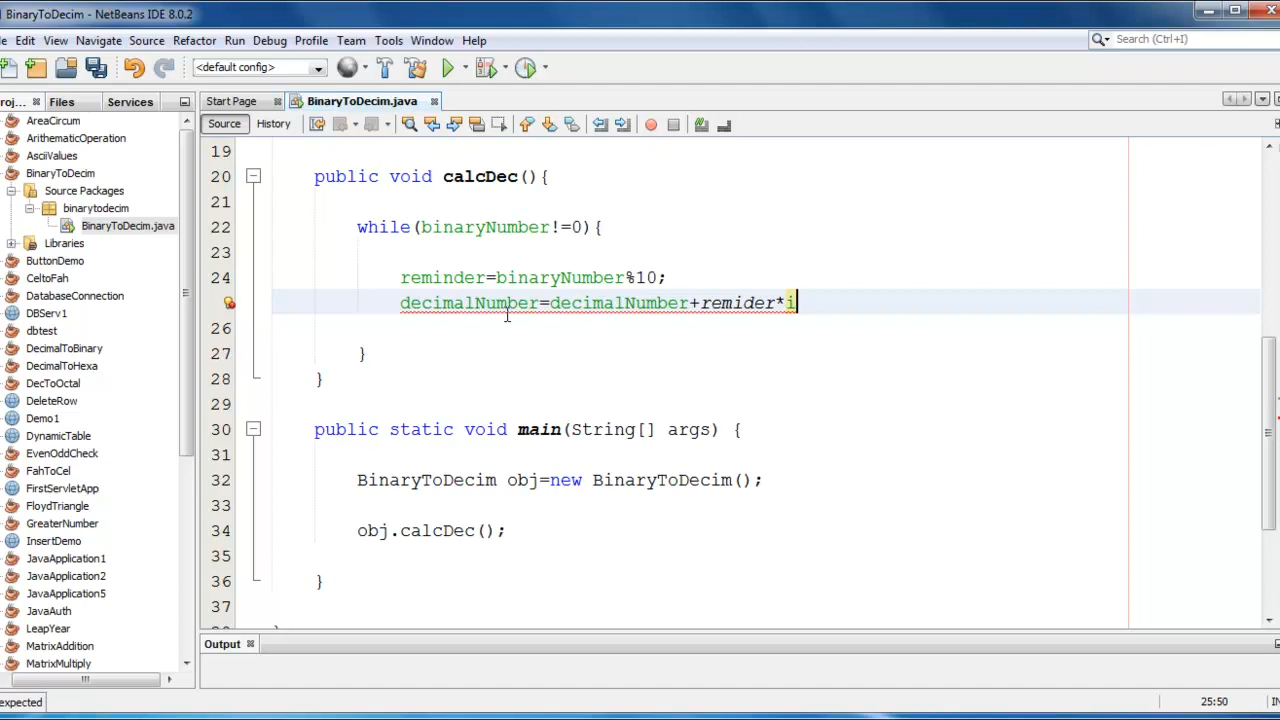 BinaryToDecim - NetBeans IDE 8.0.2
Edit View Navigate Source Refactor Run Debug Profile Team Tools Window Help
Search (Ctrl+I)
<default config>
roj... Files Services
Start Page BinaryToDecim.java
Source History
AreaCircum
ArithematicOperation
AsciiValues
BinaryToDecim
Source Packages
binarytodecim
BinaryToDecim.java
Libraries
ButtonDemo
CeltoFah
DatabaseConnection
DBServ1
dbtest
DecimalToBinary
DecimalToHexa
DecToOctal
DeleteRow
Demo1
DynamicTable
EvenOddCheck
FahToCel
FirstServletApp
FloydTriangle
GreaterNumber
InsertDemo
JavaApplication1
JavaApplication2
JavaApplication5
JavaAuth
LeapYear
MatrixAddition
MatrixMultiply
19
20 public void calcDec(){
21
22 while(binaryNumber!=0){
23
24 reminder=binaryNumber%10;
decimalNumber=decimalNumber+remider*i
26
27 }
28 }
29
30 public static void main(String[] args) {
31
32 BinaryToDecim obj=new BinaryToDecim();
33
34 obj.calcDec();
35
36 }
37
Output
expected
25:50